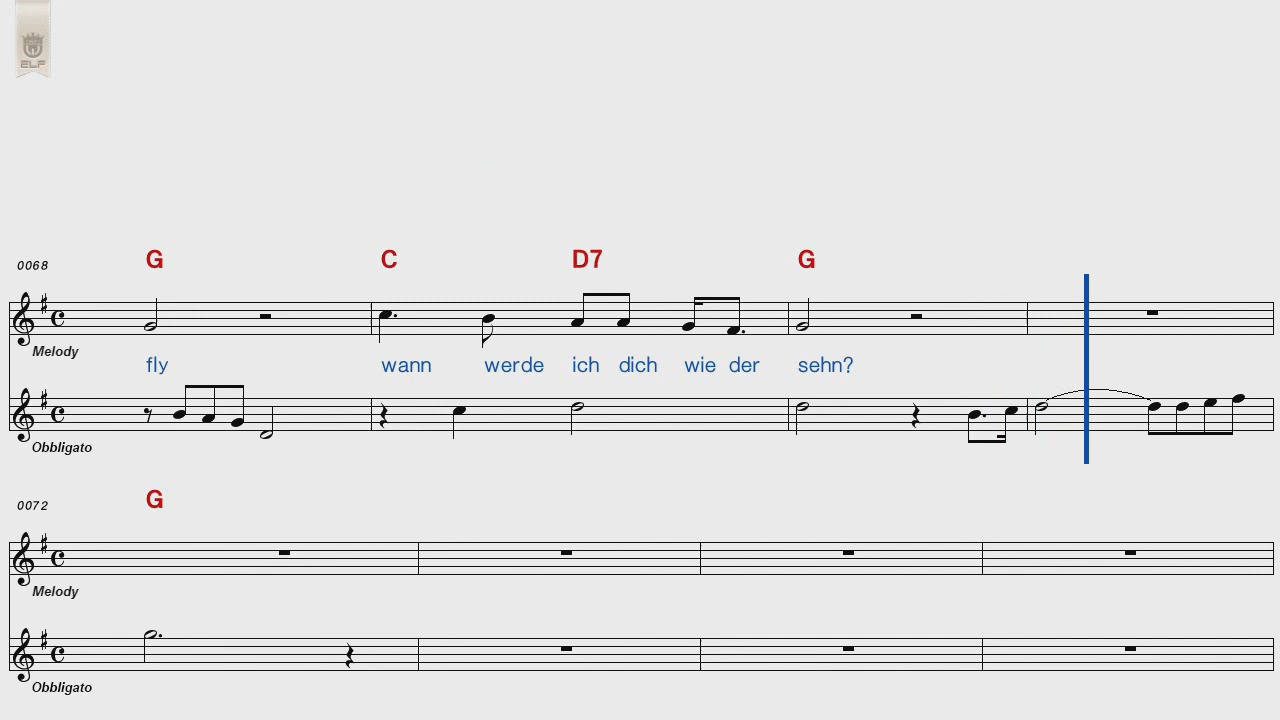 ELF
0068 G C D7 G
Melody
fly wann werde ich dich wie der sehn?
Obbligato
0072 G
Melody
Obbligato